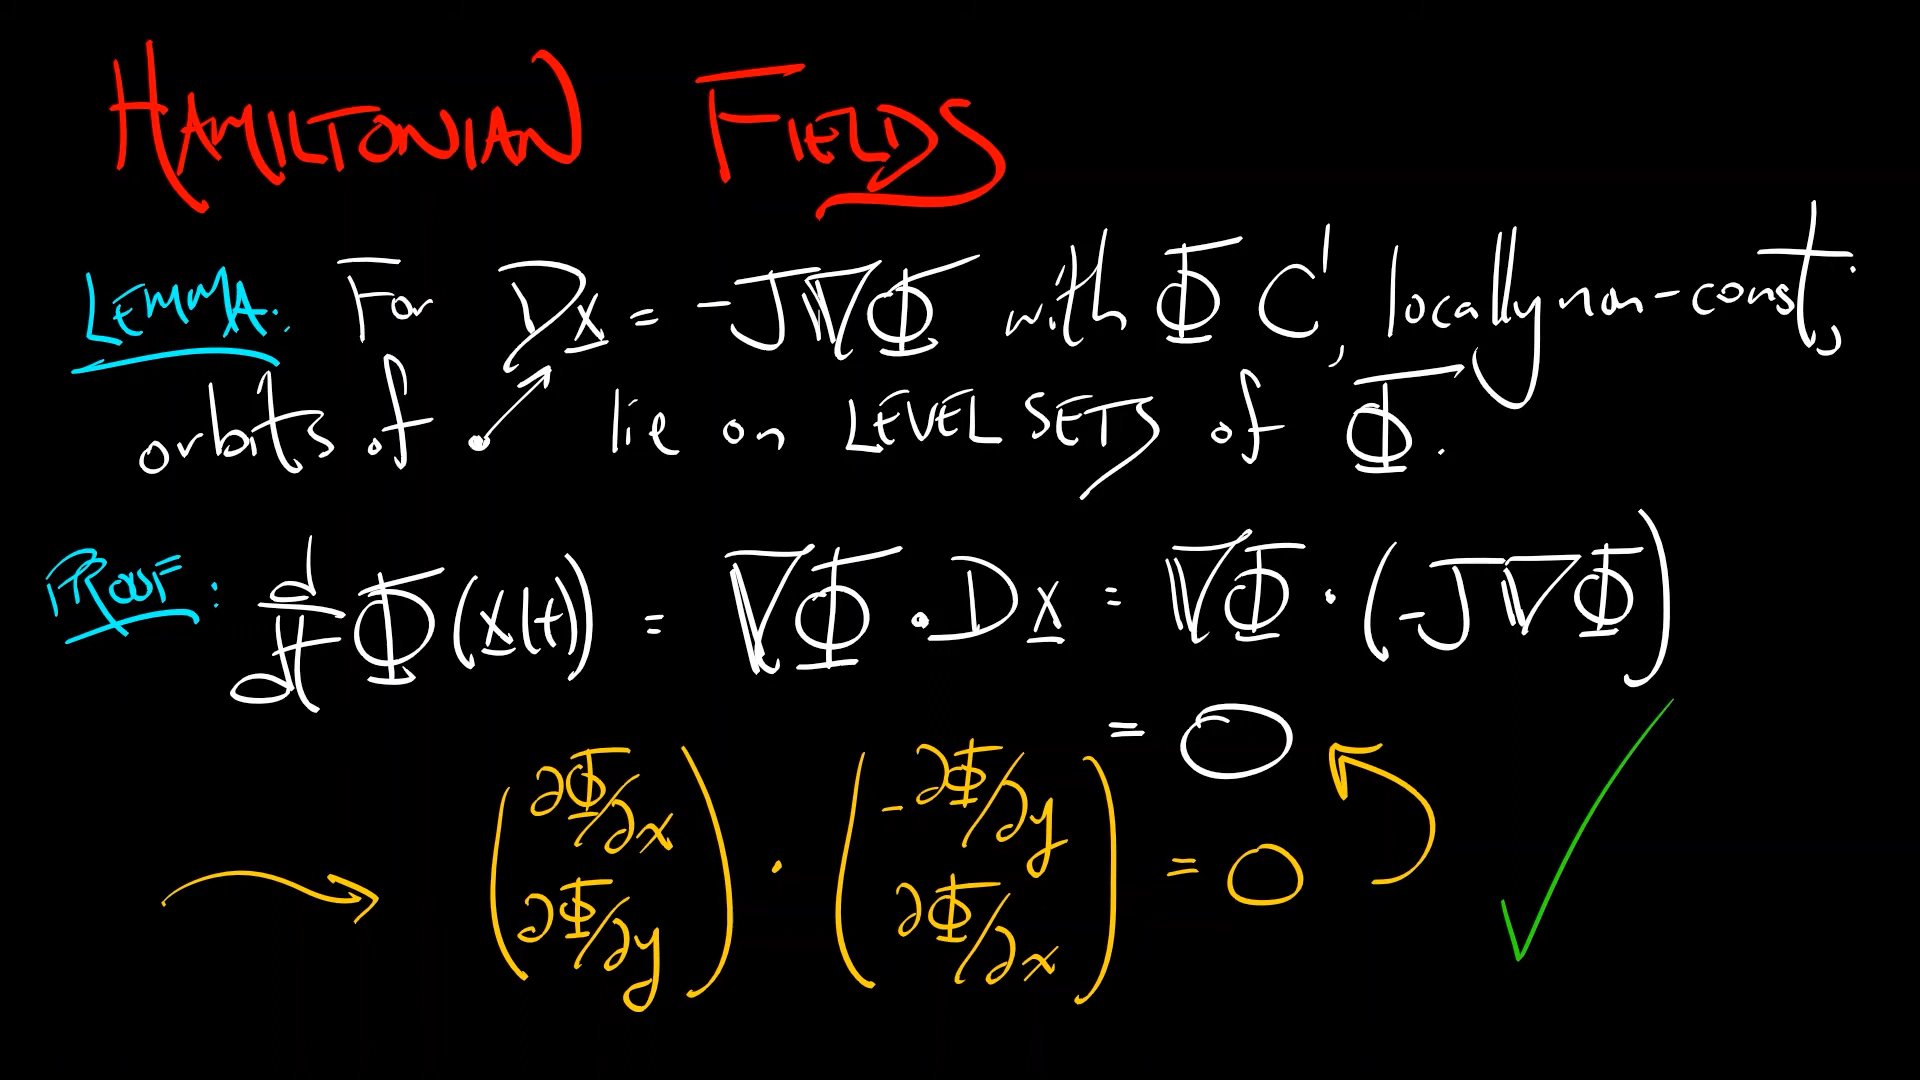 HAMILTONIAN FIELDS
LEMMA: For Dx = -J∇Φ with Φ C¹, locally non-const.,
orbits of lie on LEVEL SETS of Φ.
PROOF: d/dt Φ(x(t)) = ∇Φ · Dx = ∇Φ · (-J∇Φ)
= 0
(∂Φ/∂x ∂Φ/∂y) · (-∂Φ/∂y ∂Φ/∂x) = 0